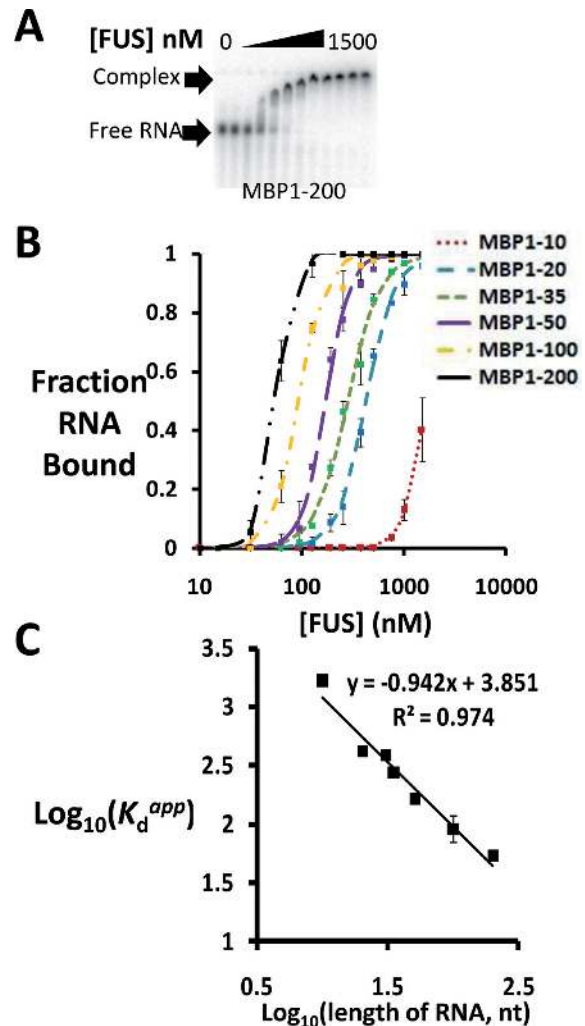 A
[FUS] nM 0 1500
Complex
Free RNA
MBP1-200
B
1
0.8
0.6
0.4
0.2
0
Fraction
RNA
Bound
10 100 1000 10000
[FUS] (nM)
MBP1-10
MBP1-20
MBP1-35
MBP1-50
MBP1-100
MBP1-200
C
3.5
3
2.5
2
1.5
1
y = -0.942x + 3.851
R² = 0.974
Log10(Kd app)
0.5 1.5 2.5
Log10(length of RNA, nt)